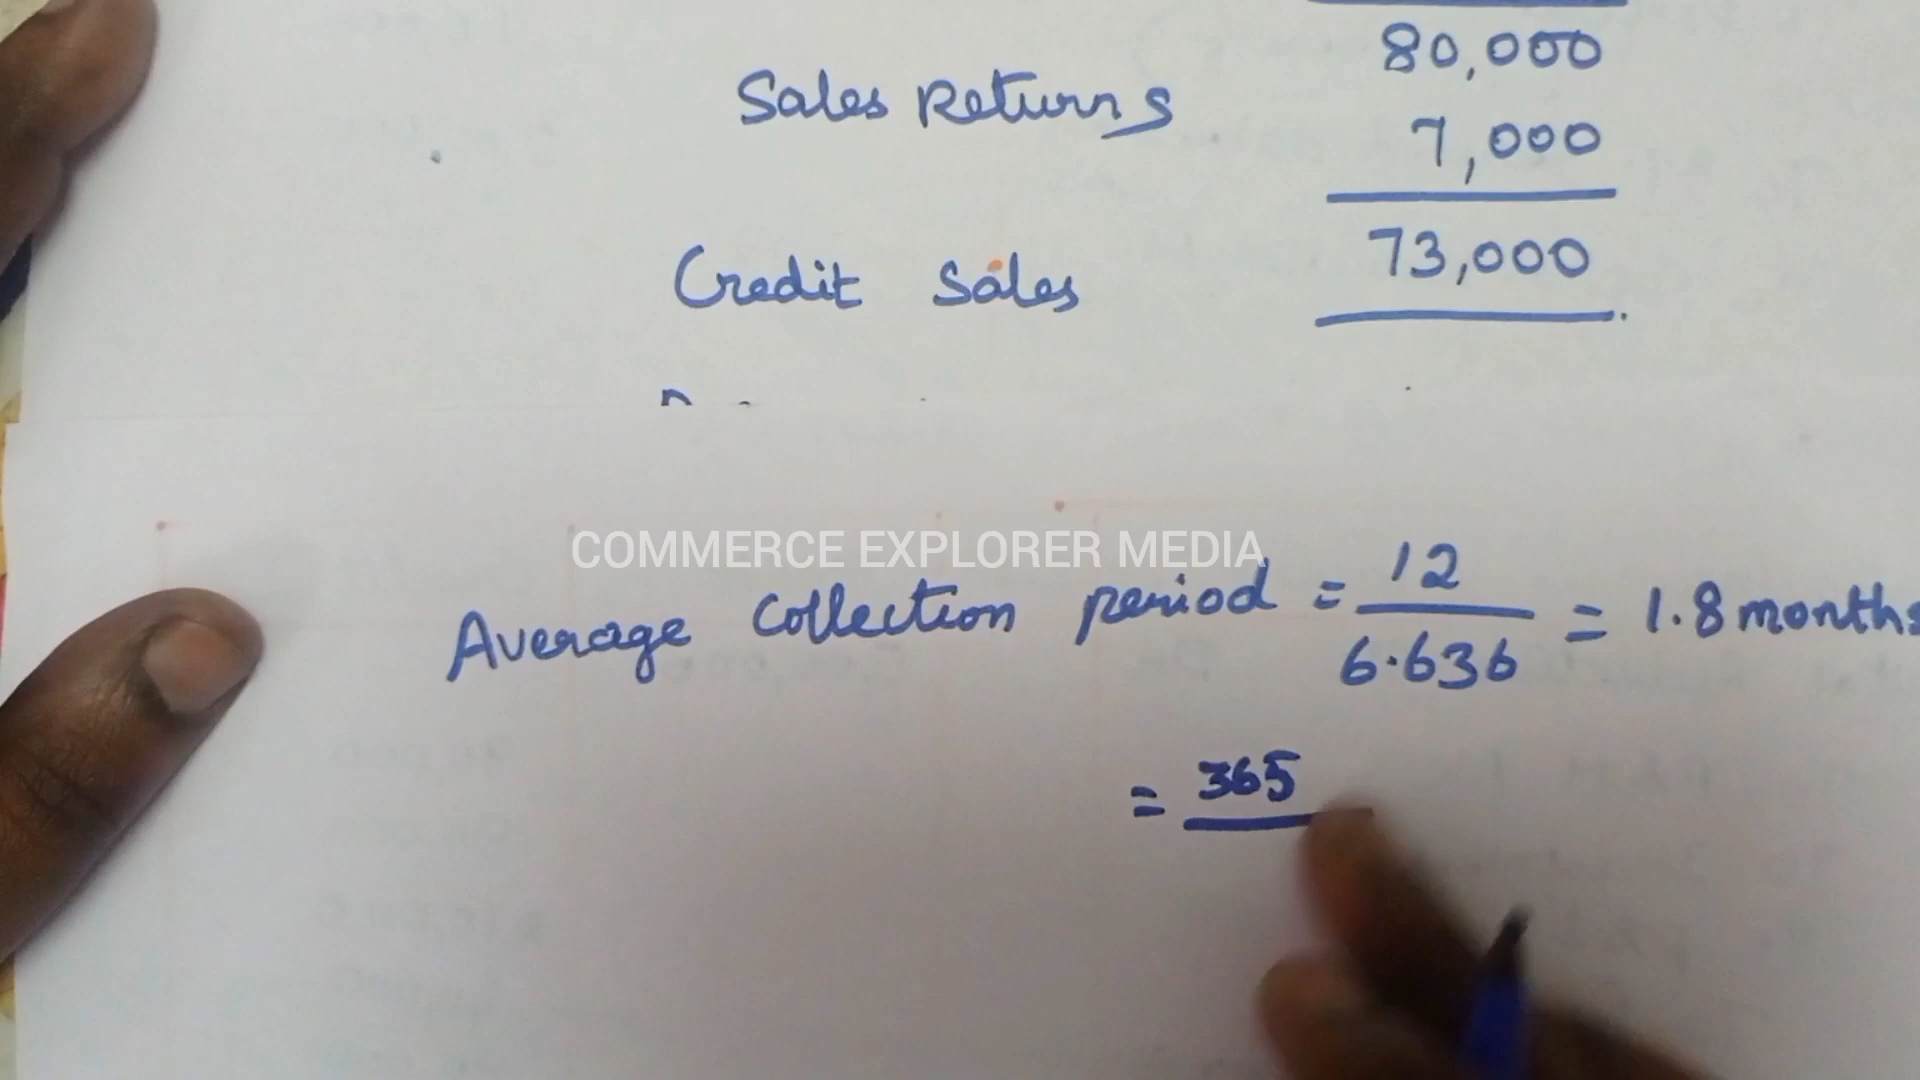 80,000
Sales Returns 7,000
Credit Sales 73,000
COMMERCE EXPLORER MEDIA
Average collection period = 12 / 6.636 = 1.8 months
= 365